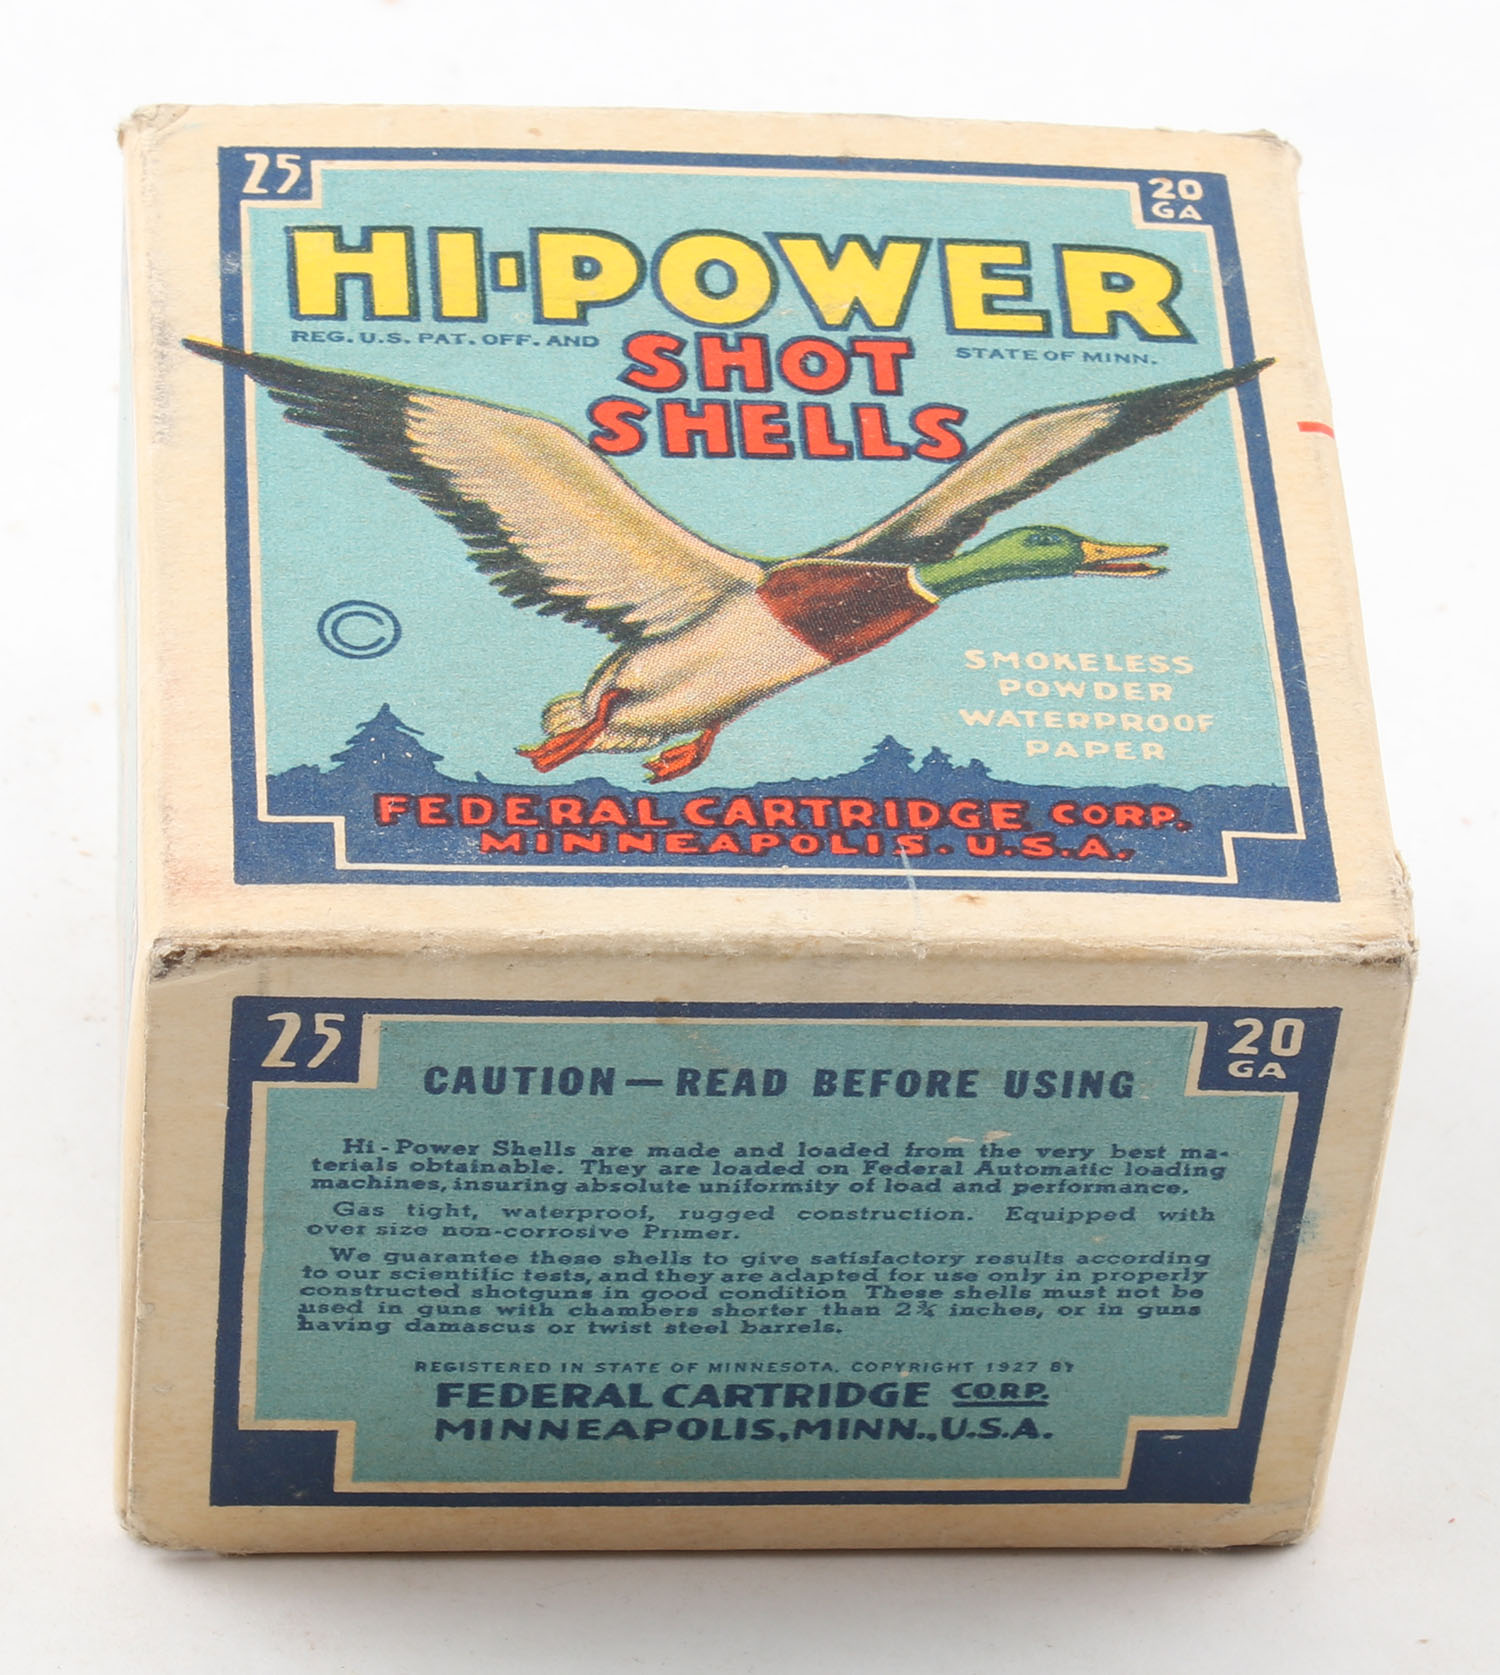 25
20
GA
HI-POWER
REG. U.S. PAT. OFF. AND
SHOT
STATE OF MINN.
SHELLS
©
SMOKELESS
POWDER
WATERPROOF
PAPER
FEDERAL CARTRIDGE CORP.
MINNEAPOLIS. U.S.A.
25
20
GA
CAUTION — READ BEFORE USING
Hi-Power Shells are made and loaded from the very best ma-
terials obtainable. They are loaded on Federal Automatic loading
machines, insuring absolute uniformity of load and performance.
Gas tight, waterproof, rugged construction. Equipped with
over size non-corrosive Primer.
We guarantee these shells to give satisfactory results according
to our scientific tests, and they are adapted for use only in properly
constructed shotguns in good condition These shells must not be
used in guns with chambers shorter than 2¾ inches, or in guns
having damascus or twist steel barrels.
REGISTERED IN STATE OF MINNESOTA. COPYRIGHT 1927 BY
FEDERAL CARTRIDGE CORP.
MINNEAPOLIS, MINN., U.S.A.